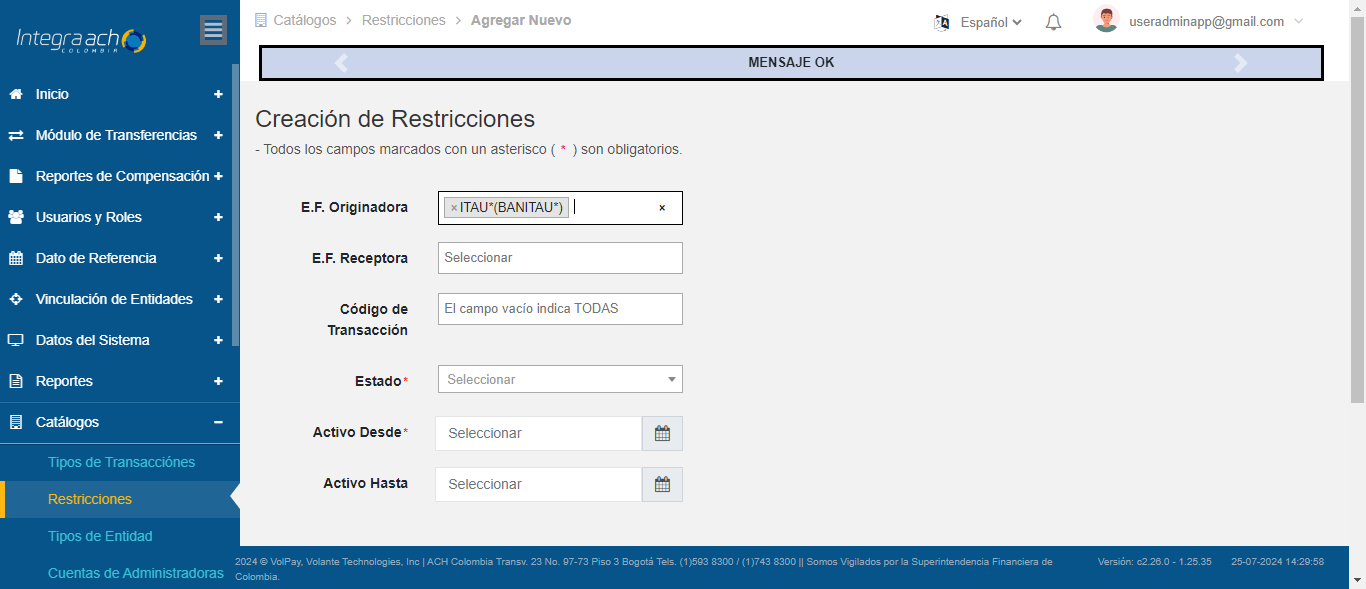 Integra ach
COLOMBIA
Catálogos > Restricciones > Agregar Nuevo
Español
useradminapp@gmail.com
MENSAJE OK
Inicio +
Módulo de Transferencias +
Reportes de Compensación +
Usuarios y Roles +
Dato de Referencia +
Vinculación de Entidades +
Datos del Sistema +
Reportes +
Catálogos −
Tipos de Transacciónes
Restricciones
Tipos de Entidad
Cuentas de Administradoras
Creación de Restricciones
- Todos los campos marcados con un asterisco ( * ) son obligatorios.
E.F. Originadora × ITAU*(BANITAU*) ×
E.F. Receptora Seleccionar
Código de
Transacción
El campo vacío indica TODAS
Estado* Seleccionar
Activo Desde* Seleccionar
Activo Hasta Seleccionar
2024 © VolPay, Volante Technologies, Inc | ACH Colombia Transv. 23 No. 97-73 Piso 3 Bogotá Tels. (1)593 8300 / (1)743 8300 || Somos Vigilados por la Superintendencia Financiera de
Colombia.
Versión: c2.26.0 - 1.25.35 25-07-2024 14:29:58